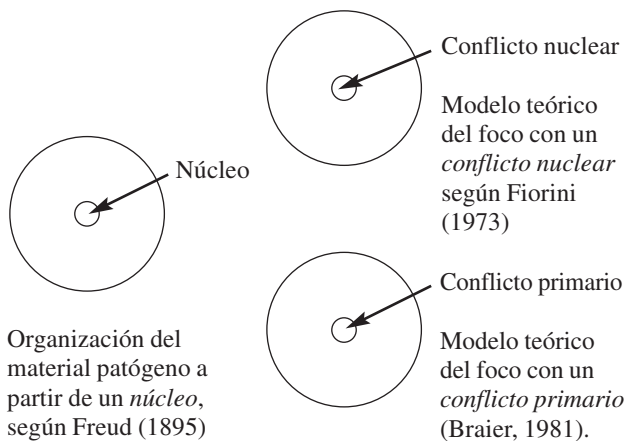 Núcleo
Organización del
material patógeno a
partir de un núcleo,
según Freud (1895)
Conflicto nuclear
Modelo teórico
del foco con un
conflicto nuclear
según Fiorini
(1973)
Conflicto primario
Modelo teórico
del foco con un
conflicto primario
(Braier, 1981).